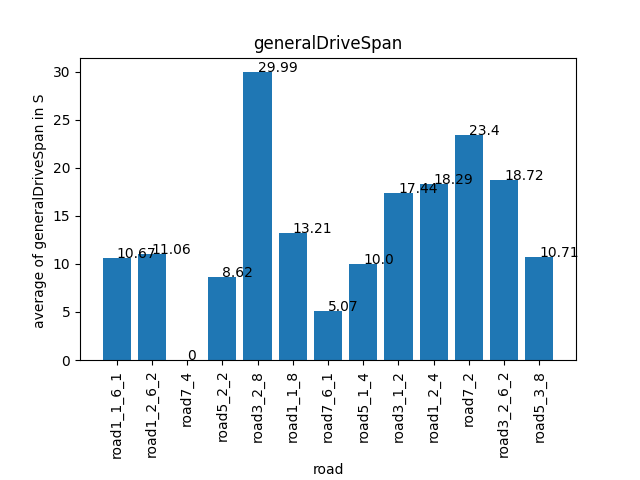 generalDriveSpan
average of generalDriveSpan in S
30
25
20
15
10
5
0
10.67
11.06
0
8.62
29.99
13.21
5.07
10.0
17.44
18.29
23.4
18.72
10.71
road1_1_6_1
road1_2_6_2
road7_4
road5_2_2
road3_2_8
road1_1_8
road7_6_1
road5_1_4
road3_1_2
road1_2_4
road7_2
road3_2_6_2
road5_3_8
road